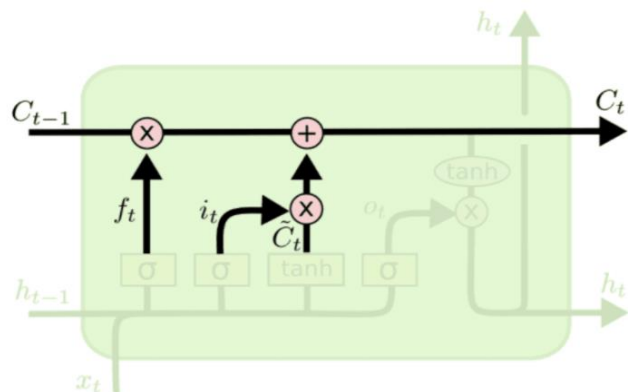 h_t
C_{t-1} × + C_t
tanh
f_t i_t × o_t ×
C̃_t
σ σ tanh σ
h_{t-1} h_t
x_t